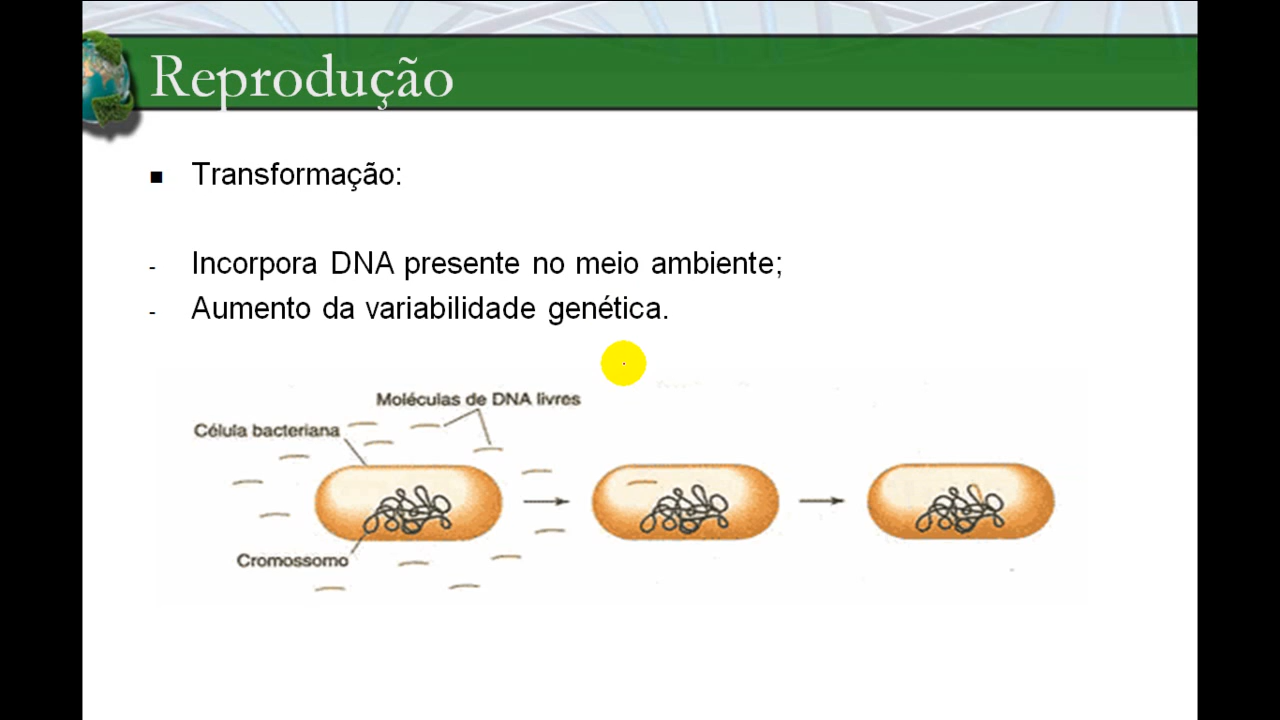 Reprodução
■ Transformação:
- Incorpora DNA presente no meio ambiente;
- Aumento da variabilidade genética.
Moléculas de DNA livres
Célula bacteriana
Cromossomo